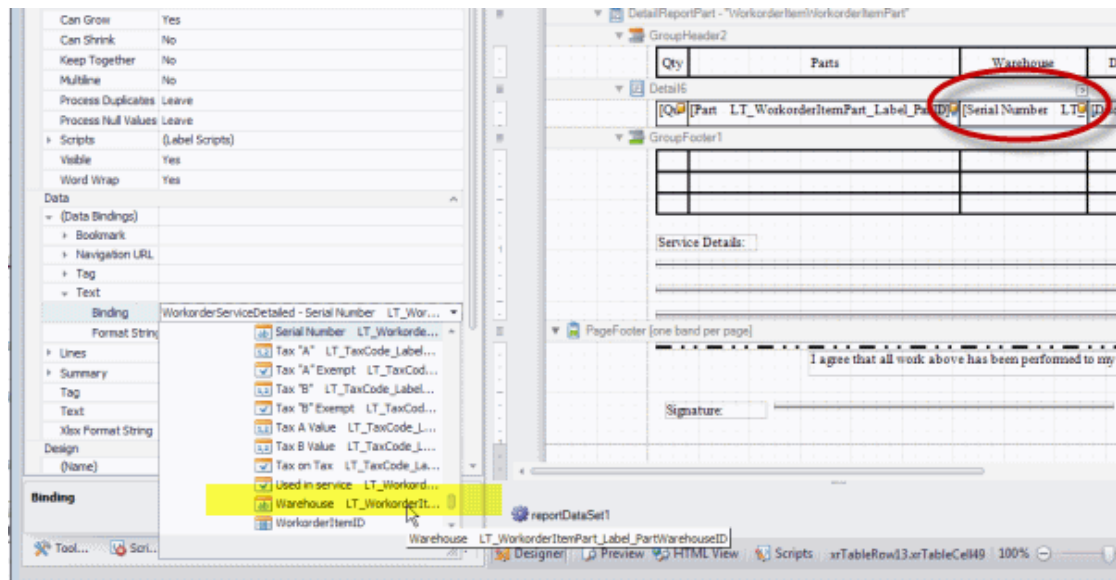 Can Grow Yes
Can Shrink No
Keep Together No
Multiline No
Process Duplicates Leave
Process Null Values Leave
Scripts (Label Scripts)
Visible Yes
Word Wrap Yes
Data
(Data Bindings)
Bookmark
Navigation URL
Tag
Text
Binding WorkorderServiceDetailed - Serial Number LT_Wor...
Format String
Serial Number LT_Workorde...
Tax "A" LT_TaxCode_Label...
Lines
Tax "A" Exempt LT_TaxCod...
Summary
Tax "B" LT_TaxCode_Label...
Tag
Tax "B" Exempt LT_TaxCod...
Text
Tax A Value LT_TaxCode_L...
Xlsx Format String
Tax B Value LT_TaxCode_L...
Design
Tax on Tax LT_TaxCode_La...
(Name)
Used in service LT_Workord...
Binding
Warehouse LT_WorkorderIt...
WorkorderItemID
Warehouse LT_WorkorderItemPart_Label_PartWarehouseID
Tool... Scri...
DetailReportPart - "WorkorderItemWorkorderItemPart"
GroupHeader2
Qty Parts Warehouse D
Detail6
[Qu [Part LT_WorkorderItemPart_Label_PartID] [Serial Number LT_ [D
GroupFooter1
Service Details:
PageFooter [one band per page]
I agree that all work above has been performed to my
Signature:
reportDataSet1
Designer Preview HTML View Scripts xrTableRow13.xrTableCell49 100%